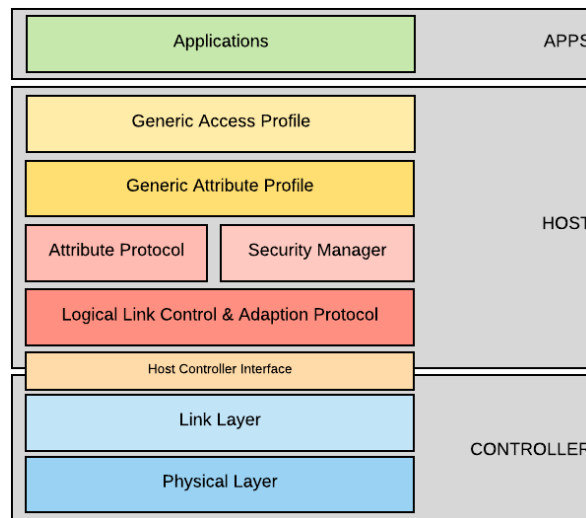 Applications
APPS
Generic Access Profile
Generic Attribute Profile
HOST
Attribute Protocol
Security Manager
Logical Link Control & Adaption Protocol
Host Controller Interface
Link Layer
CONTROLLER
Physical Layer